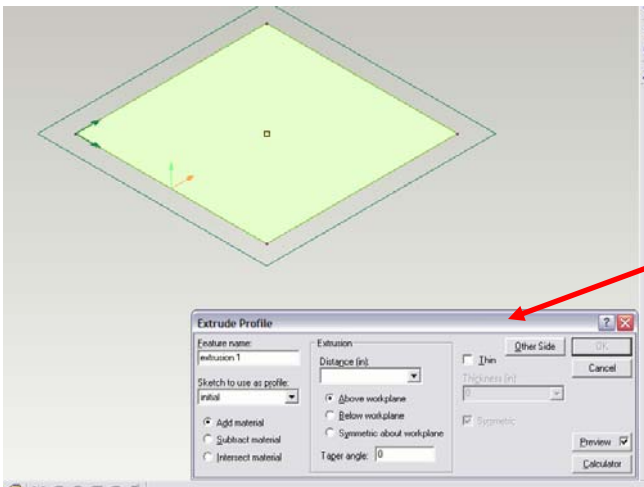 Extrude Profile
Feature name:
extrusion 1
Sketch to use as profile:
initial
Add material
Subtract material
Intersect material
Extrusion
Distance (in):
Above workplane
Below workplane
Symmetric about workplane
Taper angle: 0
Other Side
Thin
Thickness (in)
0
Symmetric
OK
Cancel
Preview
Calculator